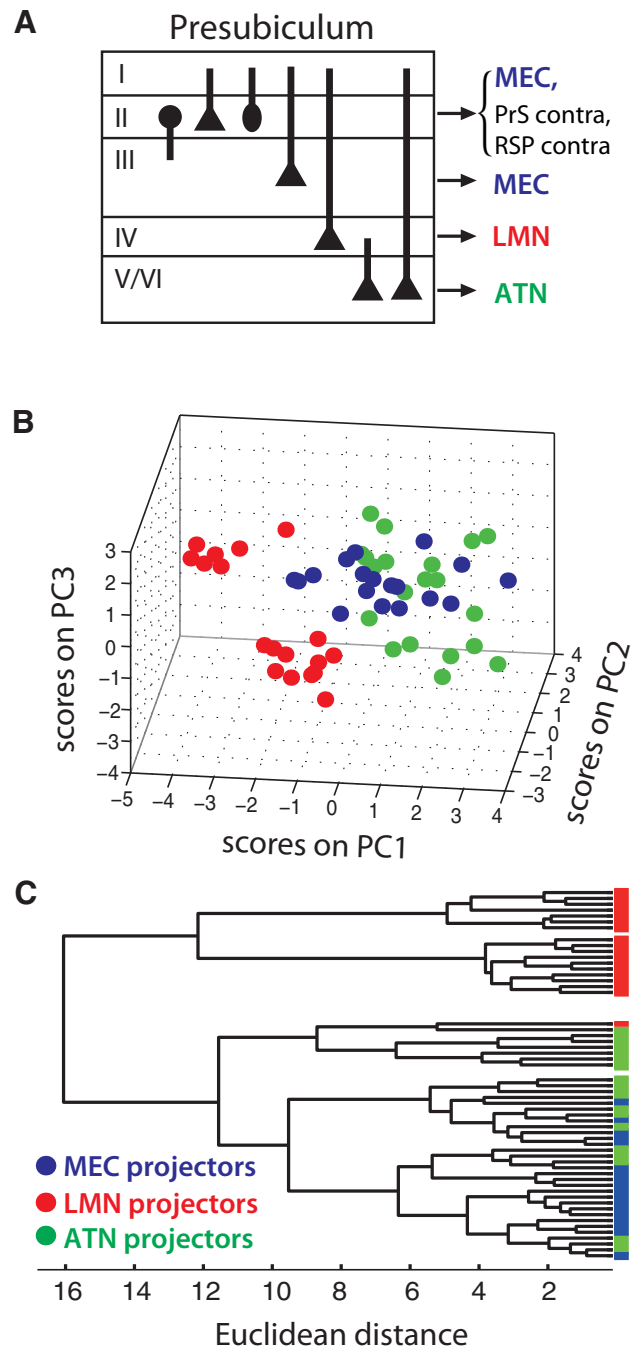 A
Presubiculum
I
II
III
IV
V/VI
MEC,
PrS contra,
RSP contra
MEC
LMN
ATN
B
3
2
1
0
−1
−2
−3
−4
scores on PC3
−5 −4 −3 −2 −1 0 1 2 3 4
scores on PC1
4
3
2
1
0
−1
−2
−3
scores on PC2
C
MEC projectors
LMN projectors
ATN projectors
16 14 12 10 8 6 4 2
Euclidean distance